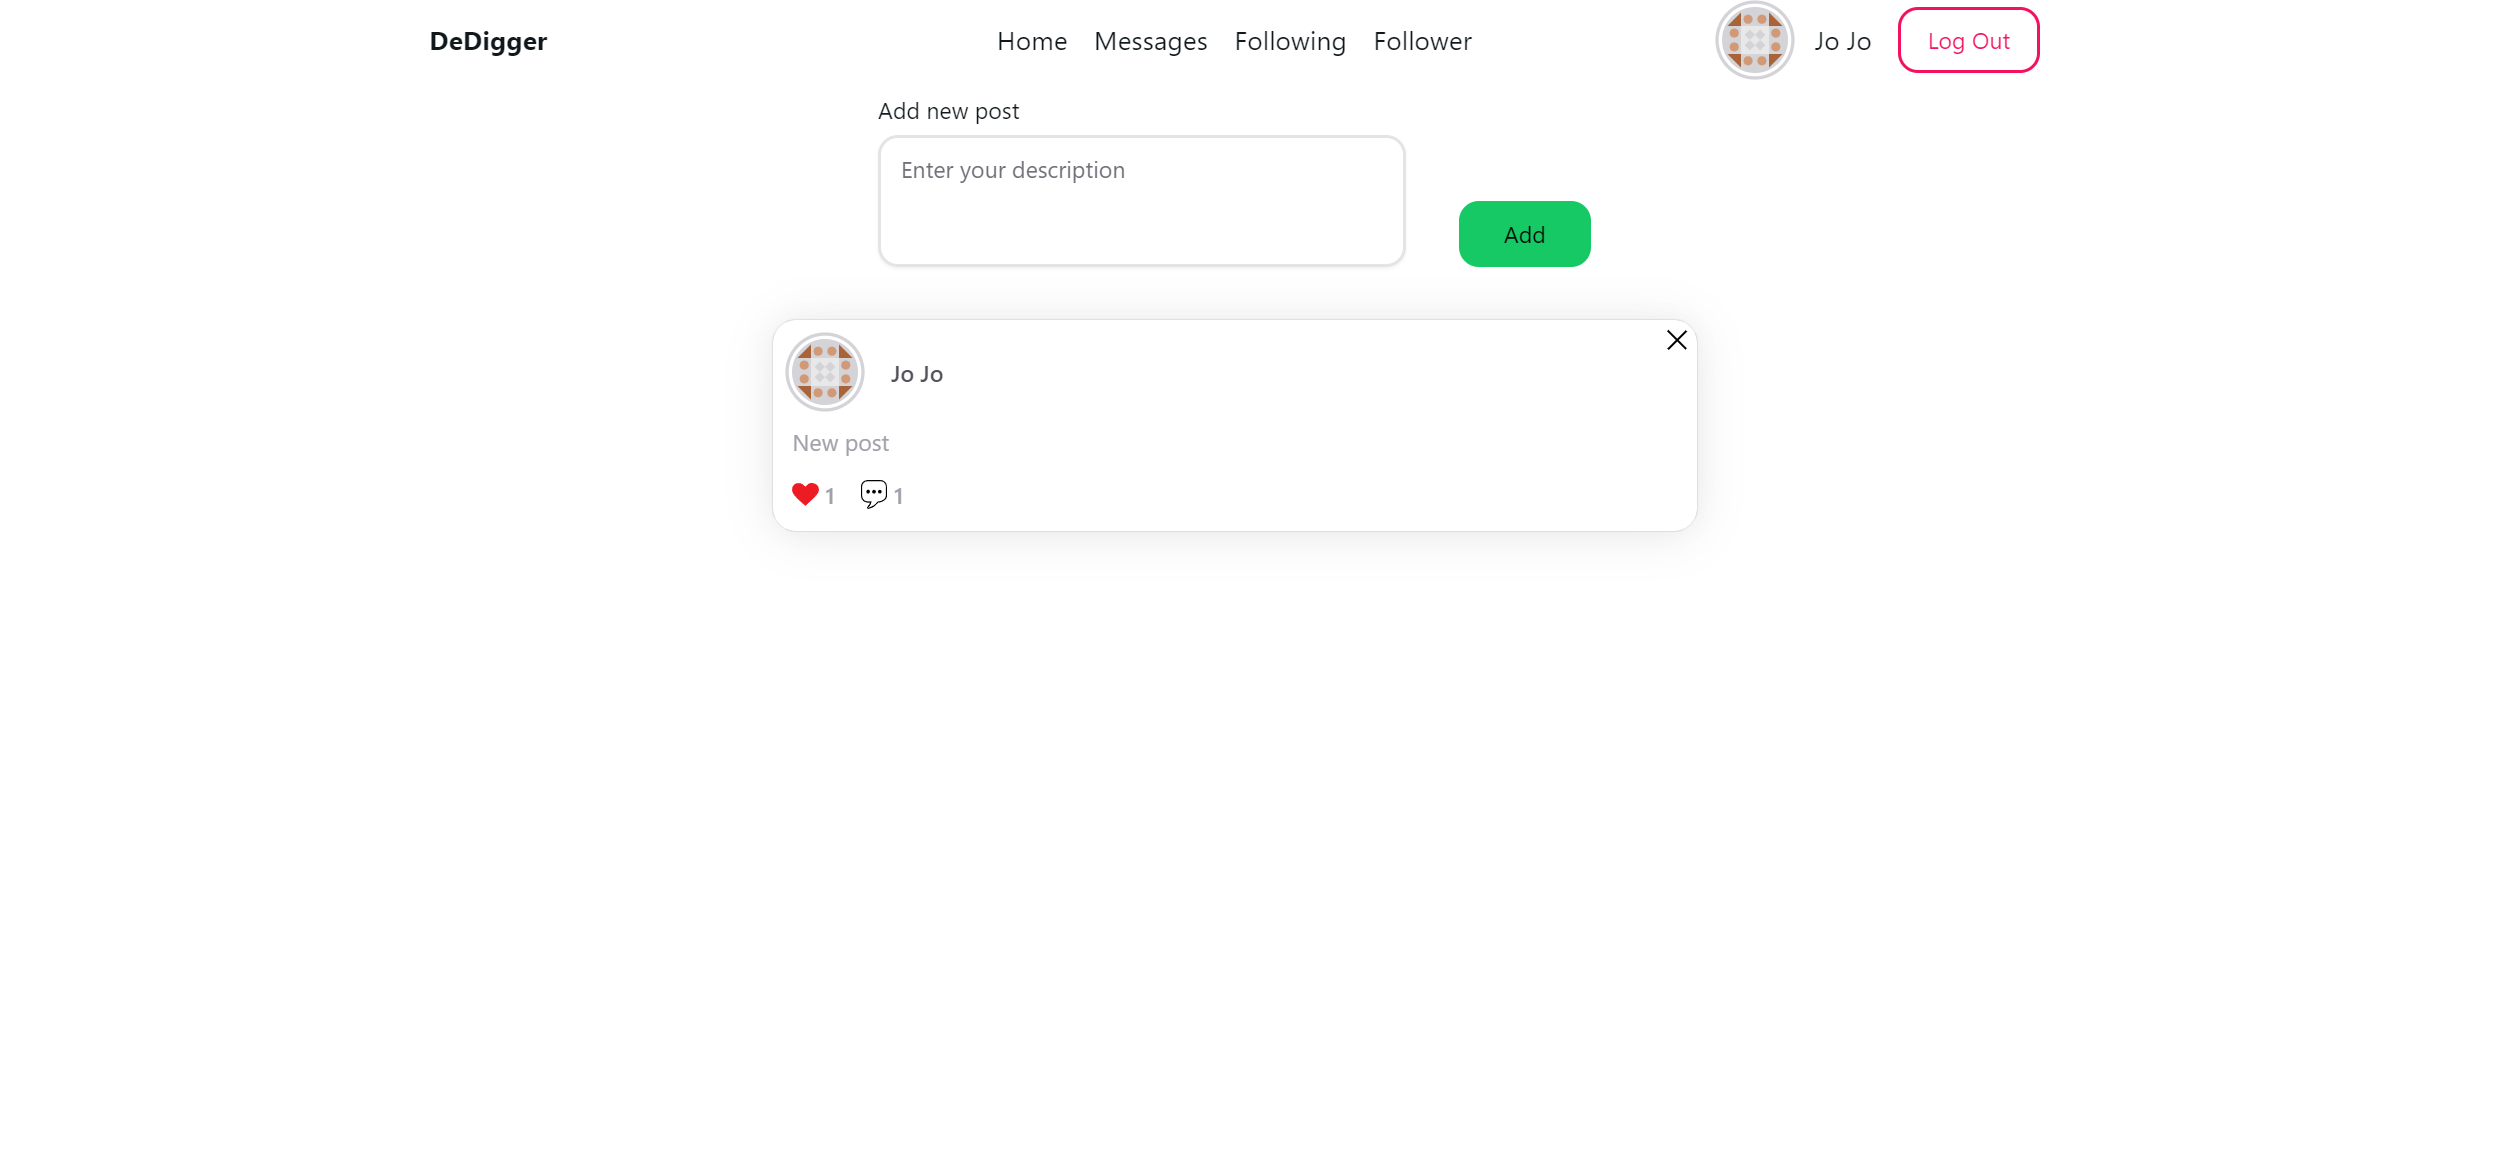 DeDigger
Home Messages Following Follower
Jo Jo
Log Out
Add new post
Enter your description
Add
Jo Jo
New post
1 1